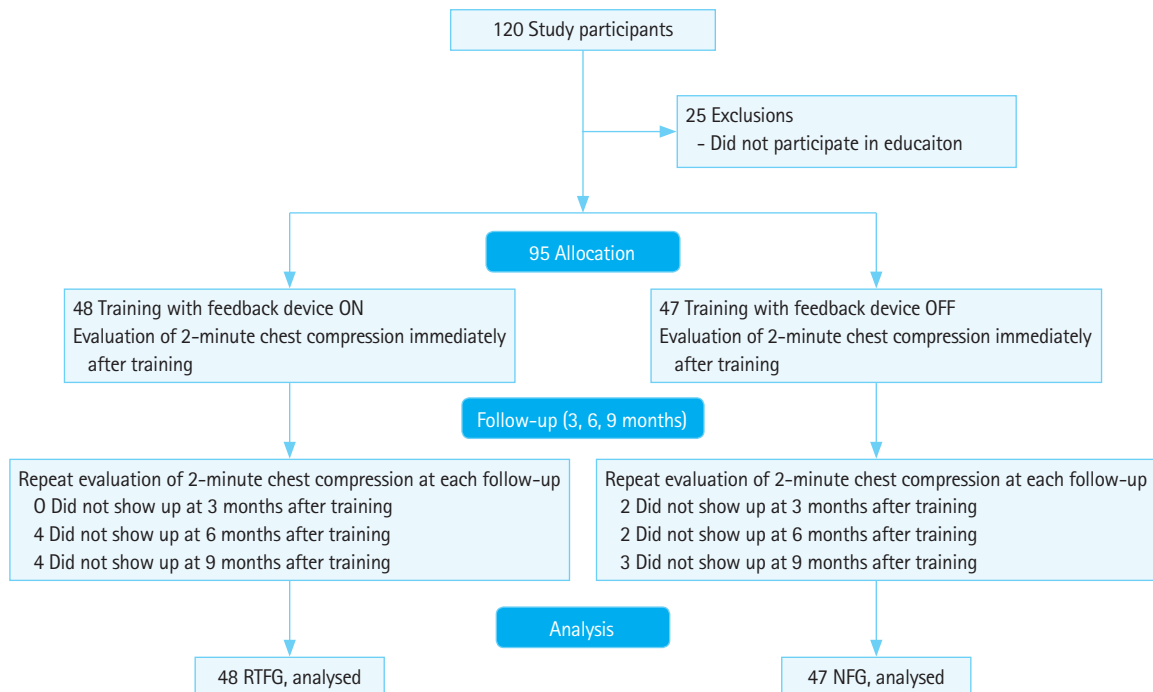 120 Study participants
25 Exclusions
- Did not participate in educaiton
95 Allocation
48 Training with feedback device ON
Evaluation of 2-minute chest compression immediately
after training
47 Training with feedback device OFF
Evaluation of 2-minute chest compression immediately
after training
Follow-up (3, 6, 9 months)
Repeat evaluation of 2-minute chest compression at each follow-up
0 Did not show up at 3 months after training
4 Did not show up at 6 months after training
4 Did not show up at 9 months after training
Repeat evaluation of 2-minute chest compression at each follow-up
2 Did not show up at 3 months after training
2 Did not show up at 6 months after training
3 Did not show up at 9 months after training
Analysis
48 RTFG, analysed
47 NFG, analysed